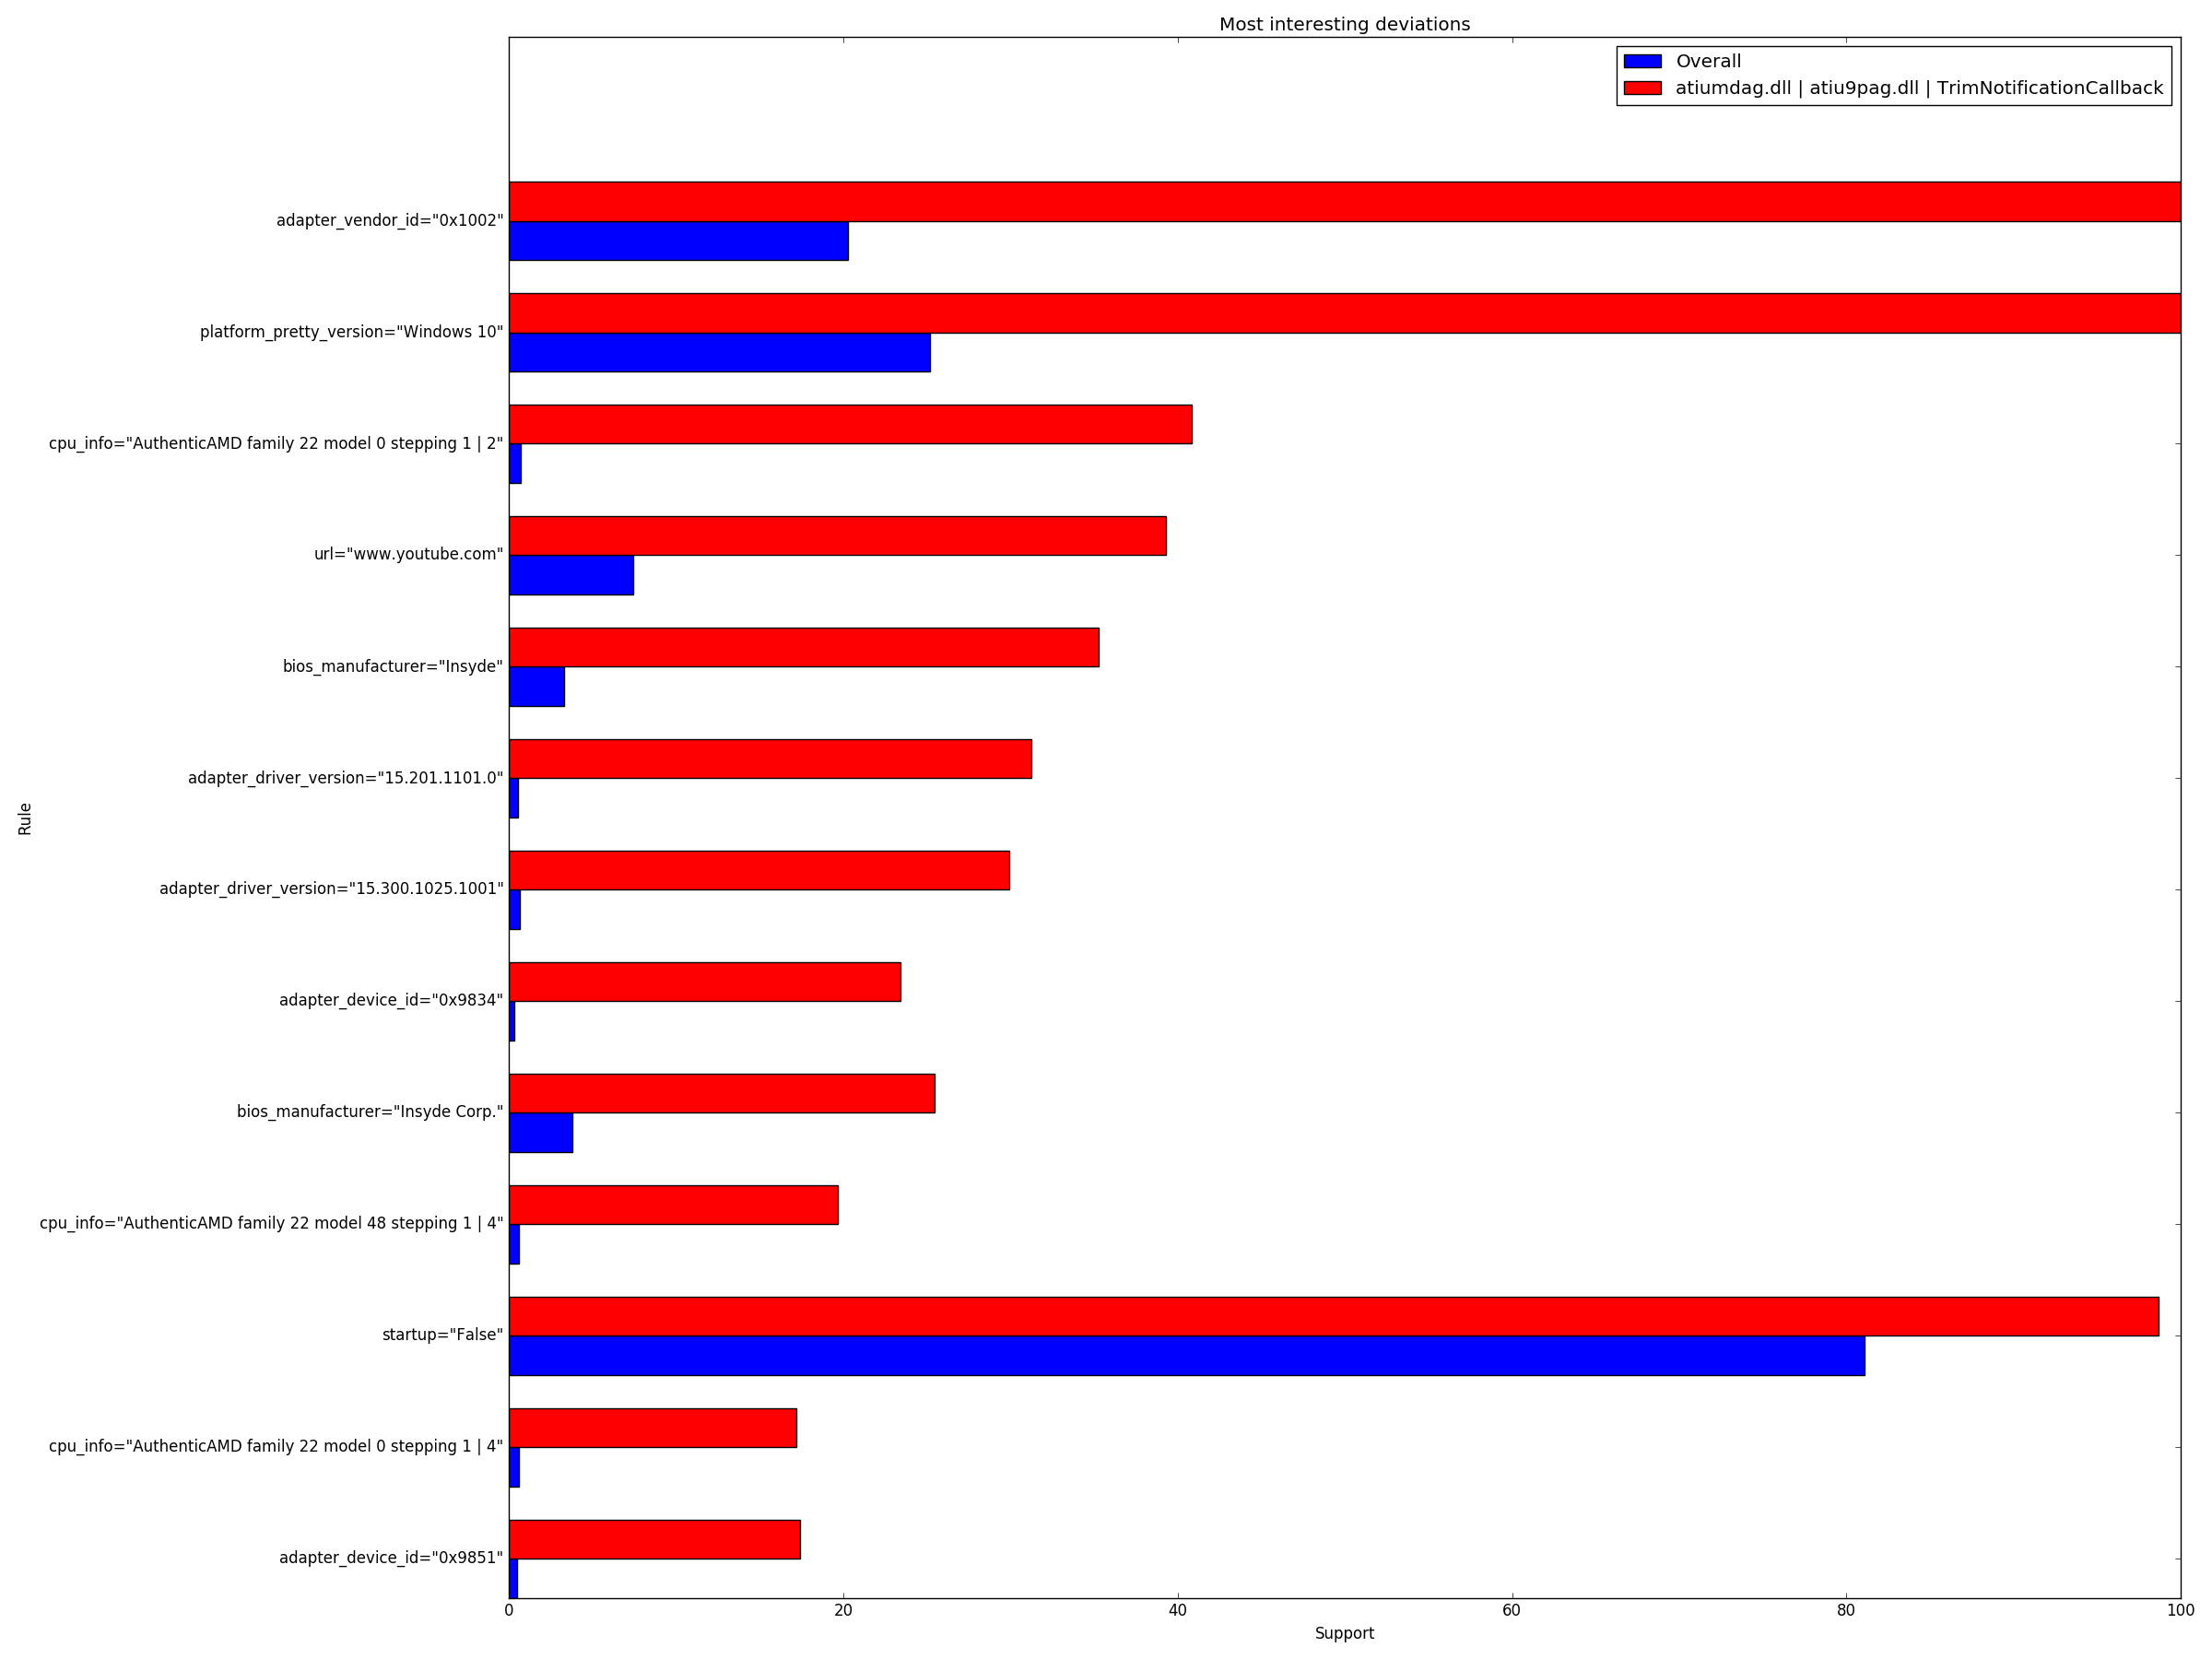 Most interesting deviations
Overall
atiumdag.dll | atiu9pag.dll | TrimNotificationCallback
adapter_vendor_id="0x1002"
platform_pretty_version="Windows 10"
cpu_info="AuthenticAMD family 22 model 0 stepping 1 | 2"
url="www.youtube.com"
bios_manufacturer="Insyde"
adapter_driver_version="15.201.1101.0"
adapter_driver_version="15.300.1025.1001"
adapter_device_id="0x9834"
bios_manufacturer="Insyde Corp."
cpu_info="AuthenticAMD family 22 model 48 stepping 1 | 4"
startup="False"
cpu_info="AuthenticAMD family 22 model 0 stepping 1 | 4"
adapter_device_id="0x9851"
Rule
0 20 40 60 80 100
Support